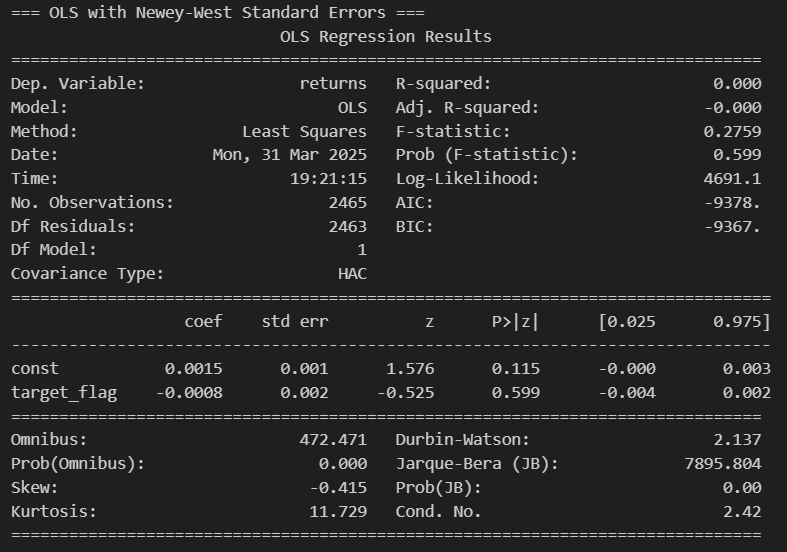 === OLS with Newey-West Standard Errors ===
                            OLS Regression Results
==============================================================================
Dep. Variable:                returns   R-squared:                       0.000
Model:                            OLS   Adj. R-squared:                 -0.000
Method:                 Least Squares   F-statistic:                    0.2759
Date:                Mon, 31 Mar 2025   Prob (F-statistic):              0.599
Time:                        19:21:15   Log-Likelihood:                 4691.1
No. Observations:                2465   AIC:                            -9378.
Df Residuals:                    2463   BIC:                            -9367.
Df Model:                           1
Covariance Type:                  HAC
===============================================================================
                  coef    std err          z      P>|z|      [0.025      0.975]
-------------------------------------------------------------------------------
const           0.0015      0.001      1.576      0.115      -0.000       0.003
target_flag    -0.0008      0.002     -0.525      0.599      -0.004       0.002
==============================================================================
Omnibus:                      472.471   Durbin-Watson:                   2.137
Prob(Omnibus):                  0.000   Jarque-Bera (JB):             7895.804
Skew:                          -0.415   Prob(JB):                         0.00
Kurtosis:                      11.729   Cond. No.                         2.42
==============================================================================